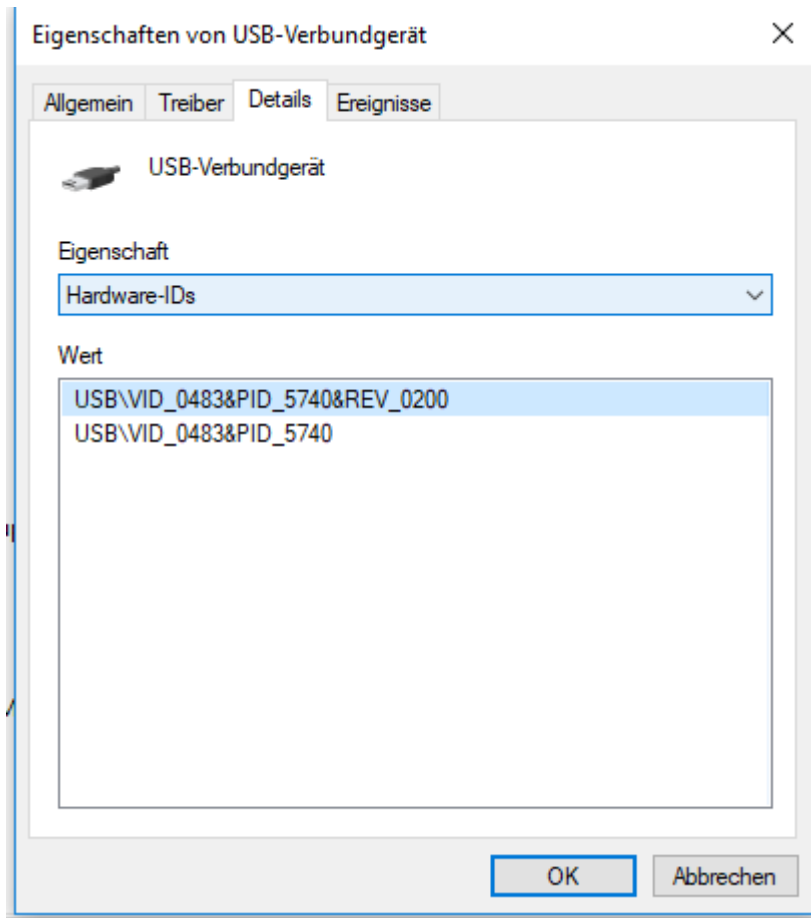 Eigenschaften von USB-Verbundgerät
Allgemein Treiber Details Ereignisse
USB-Verbundgerät
Eigenschaft
Hardware-IDs
Wert
USB\VID_0483&PID_5740&REV_0200
USB\VID_0483&PID_5740
OK Abbrechen